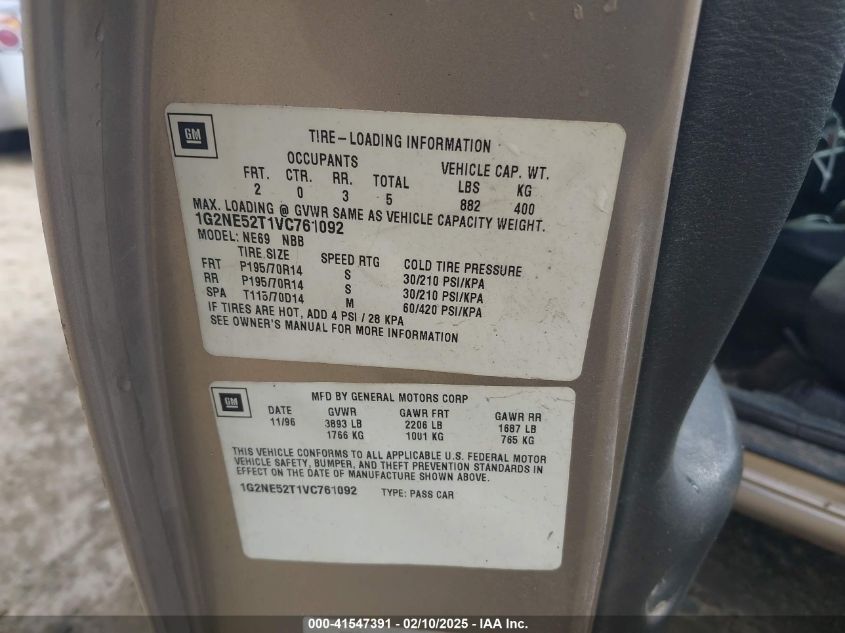 GM
TIRE-LOADING INFORMATION
OCCUPANTS VEHICLE CAP. WT.
FRT. CTR. RR. TOTAL LBS KG
2 0 3 5 882 400
MAX. LOADING @ GVWR SAME AS VEHICLE CAPACITY WEIGHT.
1G2NE52T1VC761092
MODEL: NE69 NBB
TIRE SIZE SPEED RTG COLD TIRE PRESSURE
FRT P195/70R14 S 30/210 PSI/KPA
RR P195/70R14 S 30/210 PSI/KPA
SPA T115/70D14 M 60/420 PSI/KPA
IF TIRES ARE HOT, ADD 4 PSI / 28 KPA
SEE OWNER'S MANUAL FOR MORE INFORMATION
GM
MFD BY GENERAL MOTORS CORP
DATE GVWR GAWR FRT GAWR RR
11/96 3893 LB 2206 LB 1687 LB
1766 KG 1001 KG 765 KG
THIS VEHICLE CONFORMS TO ALL APPLICABLE U.S. FEDERAL MOTOR
VEHICLE SAFETY, BUMPER, AND THEFT PREVENTION STANDARDS IN
EFFECT ON THE DATE OF MANUFACTURE SHOWN ABOVE.
1G2NE52T1VC761092 TYPE: PASS CAR
000-41547391 - 02/10/2025 - IAA Inc.